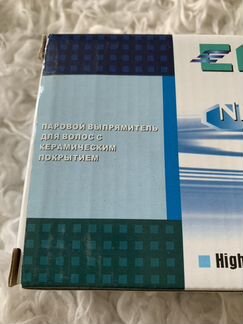 ПАРОВОЙ ВЫПРЯМИТЕЛЬ
ДЛЯ ВОЛОС С
КЕРАМИЧЕСКИМ
ПОКРЫТИЕМ
High